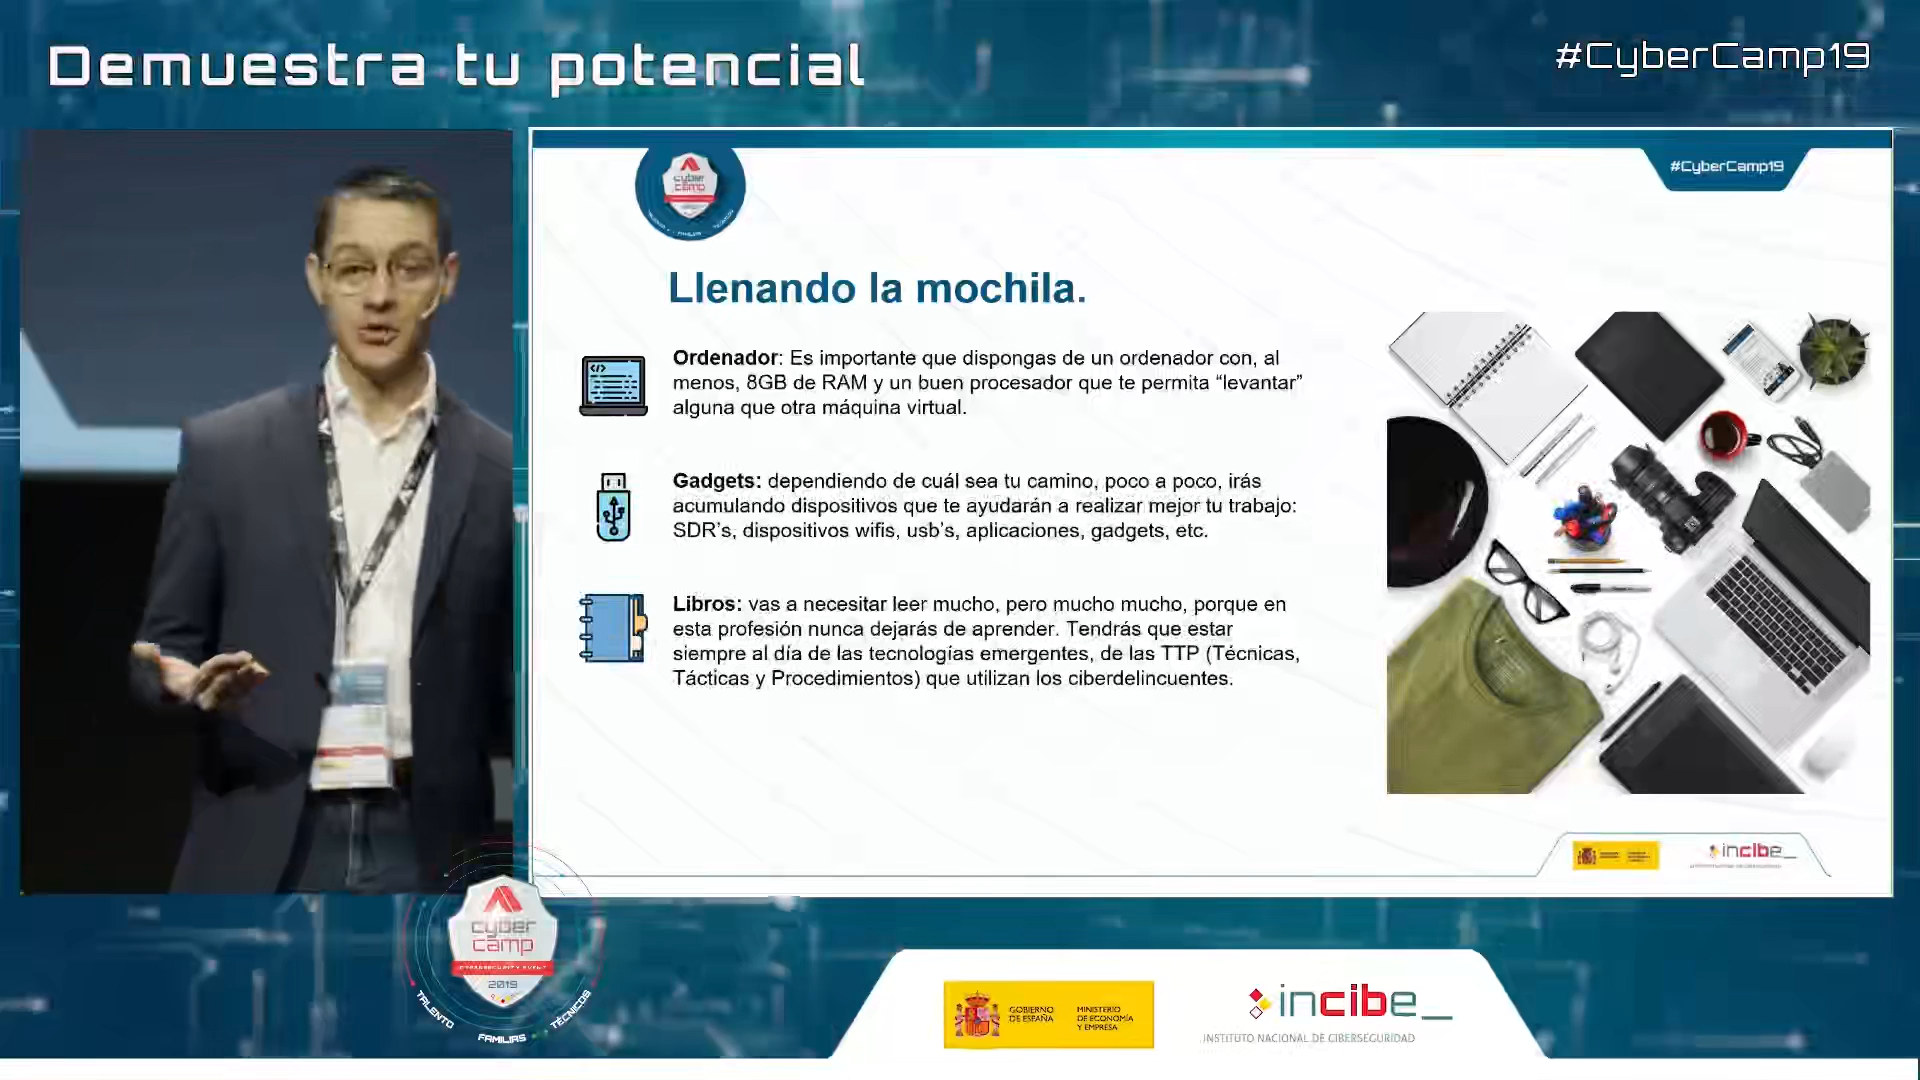 Demuestra tu potencial
#CyberCamp19
#CyberCamp19
cyber
camp
Llenando la mochila.
Ordenador: Es importante que dispongas de un ordenador con, al
menos, 8GB de RAM y un buen procesador que te permita “levantar”
alguna que otra máquina virtual.
Gadgets: dependiendo de cuál sea tu camino, poco a poco, irás
acumulando dispositivos que te ayudarán a realizar mejor tu trabajo:
SDR's, dispositivos wifis, usb's, aplicaciones, gadgets, etc.
Libros: vas a necesitar leer mucho, pero mucho mucho, porque en
esta profesión nunca dejarás de aprender. Tendrás que estar
siempre al día de las tecnologías emergentes, de las TTP (Técnicas,
Tácticas y Procedimientos) que utilizan los ciberdelincuentes.
incibe_
cyber
camp
CYBERSECURITY EVENT
2019
TALENTO
FAMILIAS
TÉCNICOS
GOBIERNO
DE ESPAÑA
MINISTERIO
DE ECONOMÍA
Y EMPRESA
incibe_
INSTITUTO NACIONAL DE CIBERSEGURIDAD